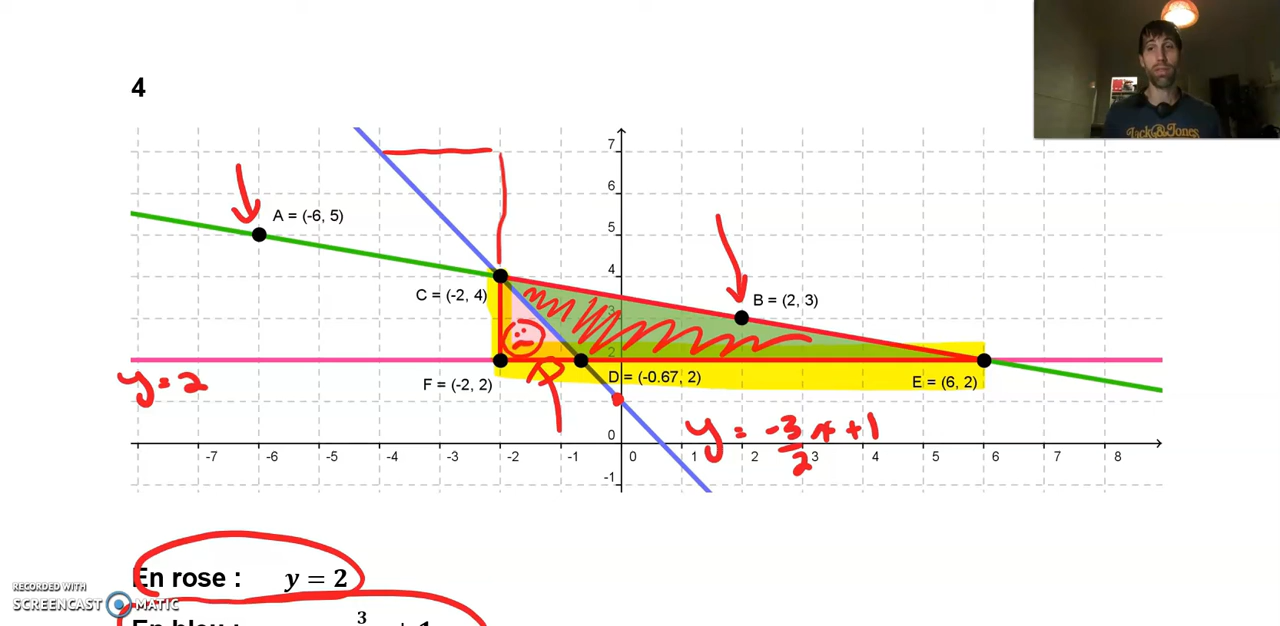 Jack&Jones
4
7
6
A = (-6, 5)
5
4
C = (-2, 4)
B = (2, 3)
3
2
y = 2
F = (-2, 2)
D = (-0.67, 2)
E = (6, 2)
y = -3/2 x + 1
0
-7 -6 -5 -4 -3 -2 -1 0 1 2 3 4 5 6 7 8
-1
En rose : y = 2
RECORDED WITH
SCREENCAST MATIC